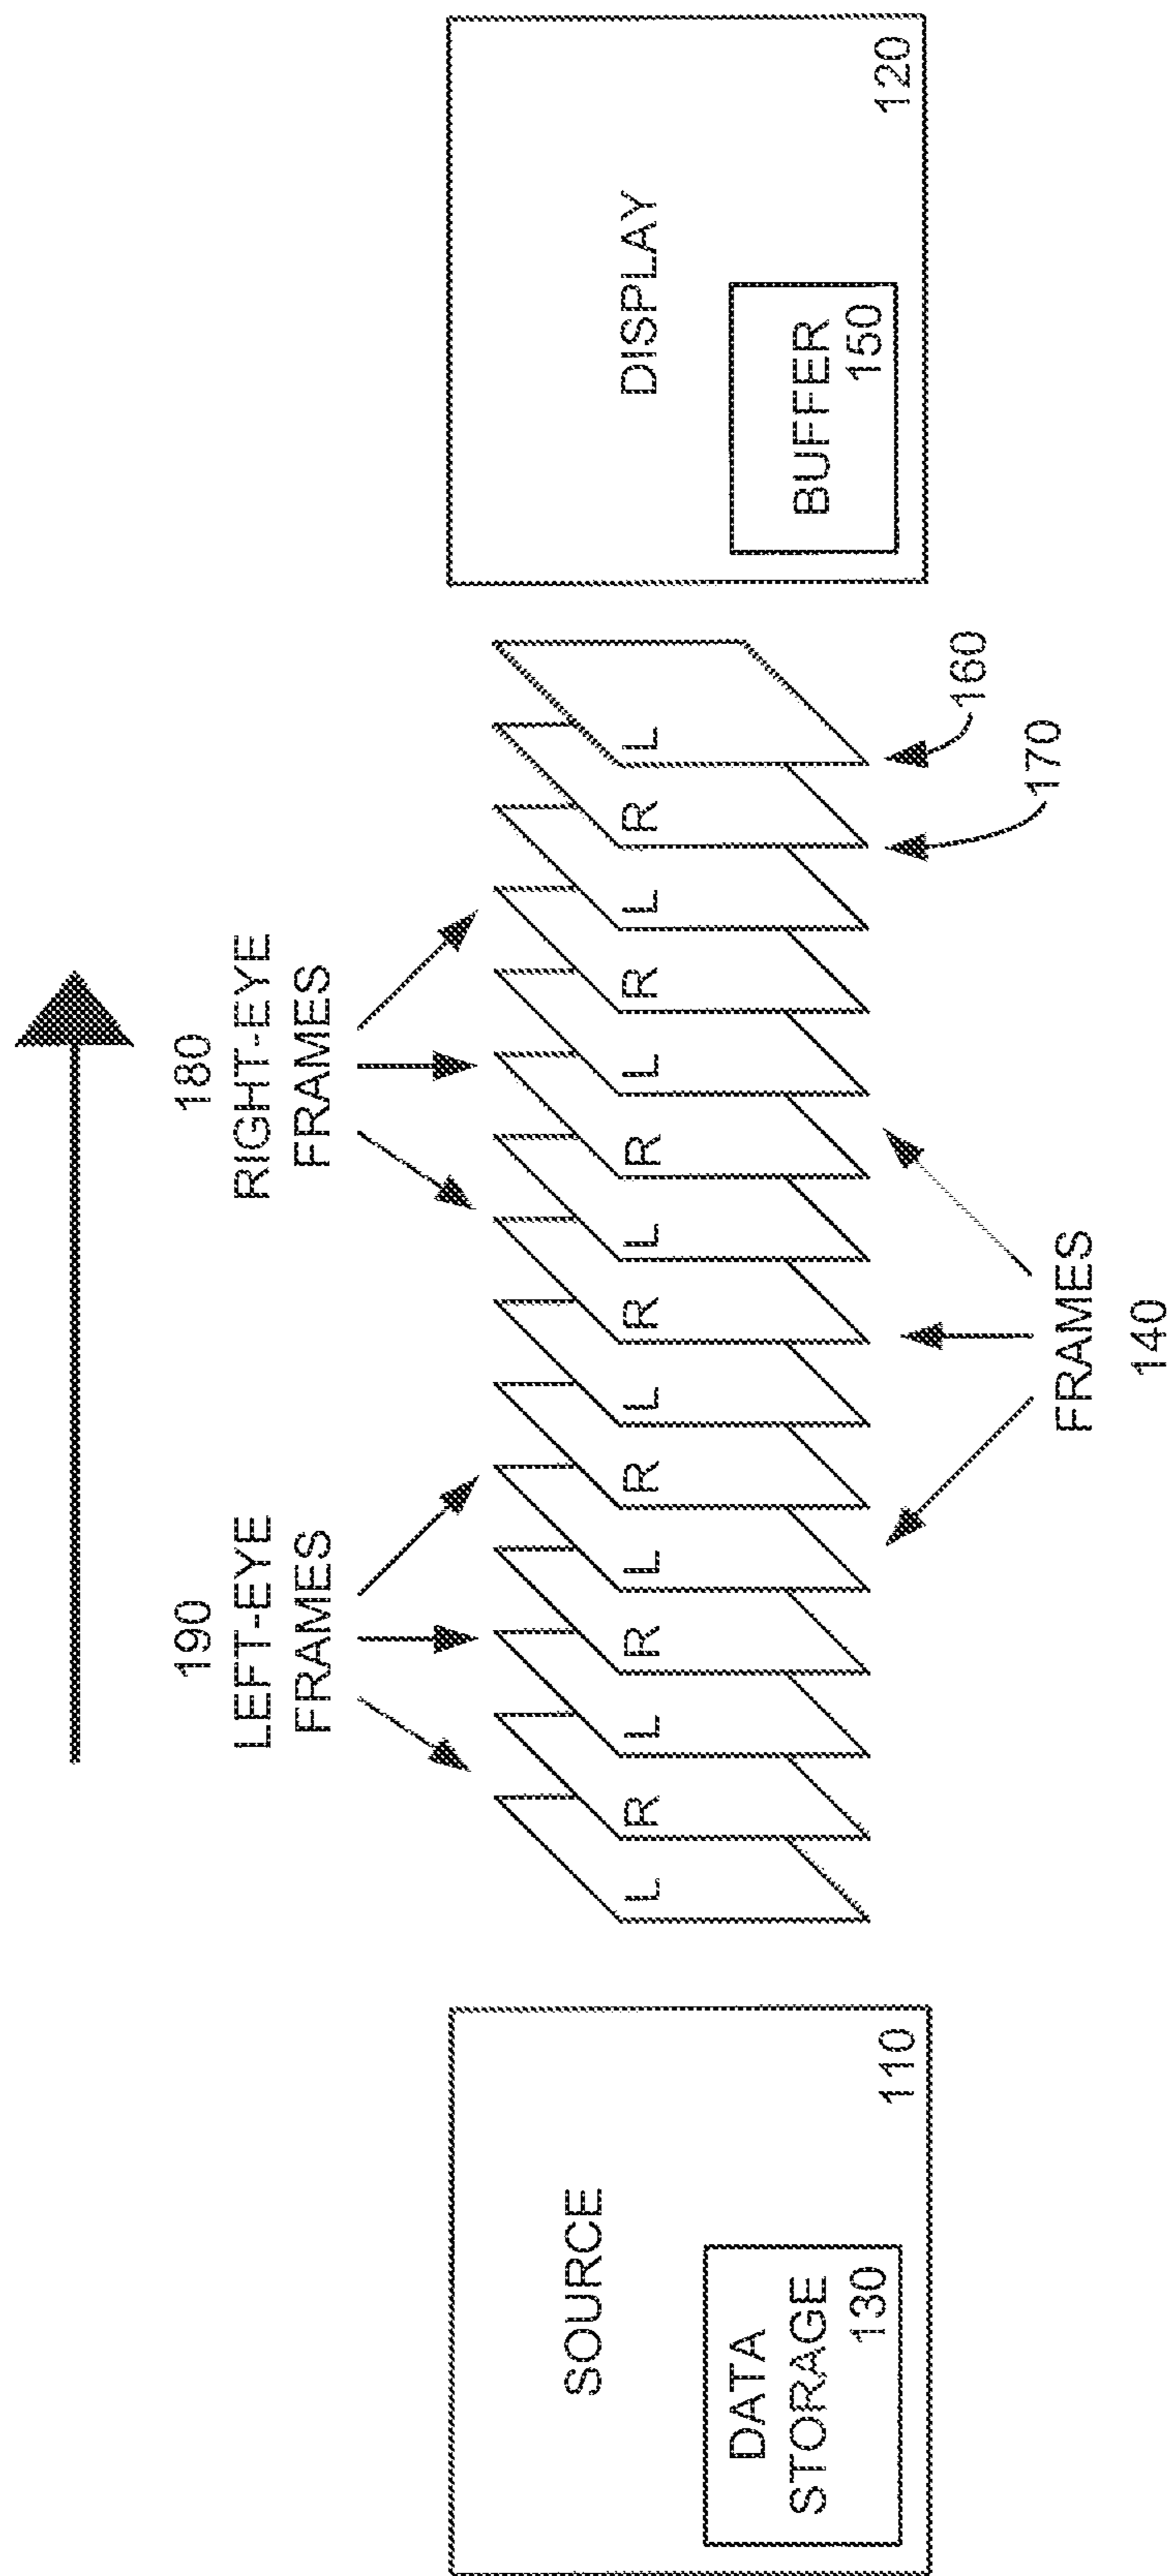 190
LEFT-EYE
FRAMES
180
RIGHT-EYE
FRAMES
SOURCE
DATA
STORAGE
130
110
L R L R L R L R L R L R L R L
DISPLAY
BUFFER
150
120
160
170
FRAMES
140